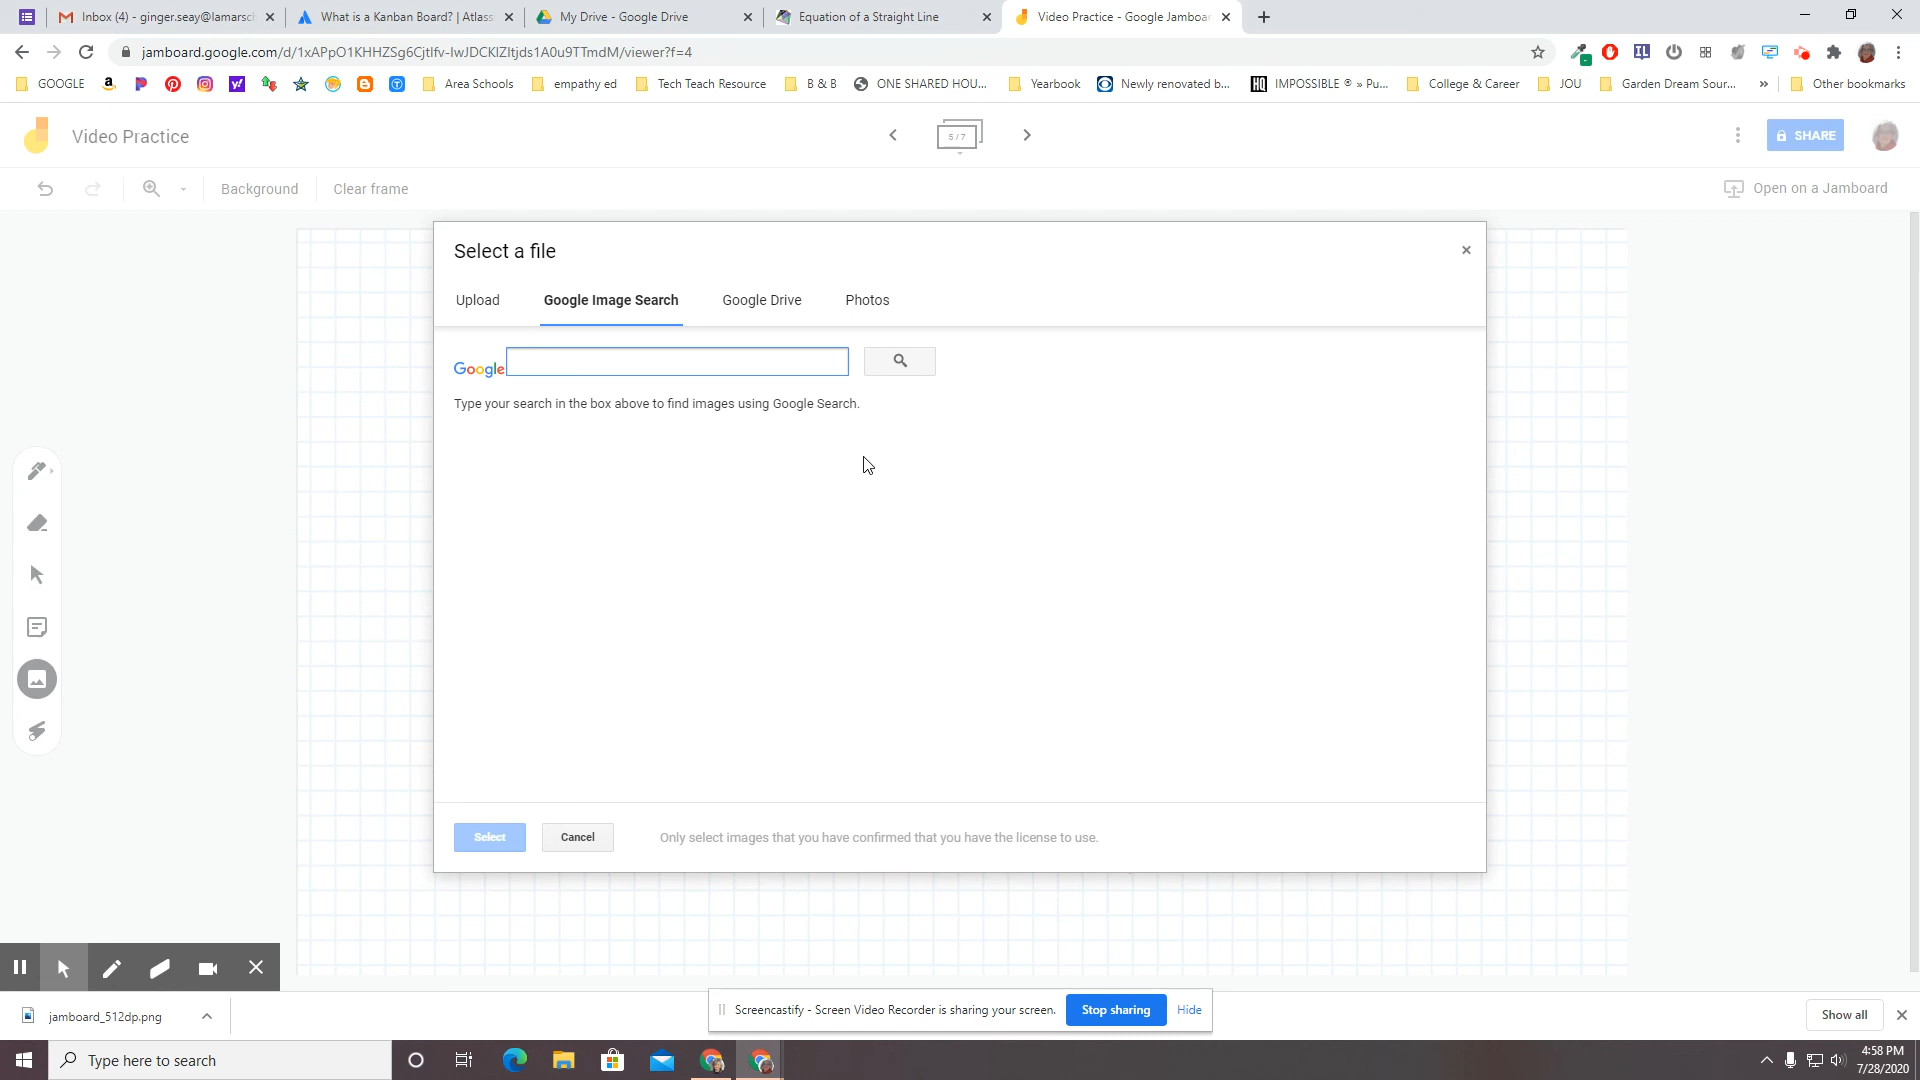 Inbox (4) - ginger.seay@lamarsch
What is a Kanban Board? | Atlass
My Drive - Google Drive
Equation of a Straight Line
Video Practice - Google Jamboar
jamboard.google.com/d/1xAPpO1KHHZSg6CjtIfv-IwJDCKIZItjds1A0u9TTmdM/viewer?f=4
GOOGLE
Area Schools
empathy ed
Tech Teach Resource
B & B
ONE SHARED HOU...
Yearbook
Newly renovated b...
IMPOSSIBLE ® » Pu...
College & Career
JOU
Garden Dream Sour...
»
Other bookmarks
Video Practice
5 / 7
SHARE
Background
Clear frame
Open on a Jamboard
Select a file
Upload
Google Image Search
Google Drive
Photos
Google
Type your search in the box above to find images using Google Search.
Select
Cancel
Only select images that you have confirmed that you have the license to use.
jamboard_512dp.png
Screencastify - Screen Video Recorder is sharing your screen.
Stop sharing
Hide
Show all
Type here to search
4:58 PM
7/28/2020